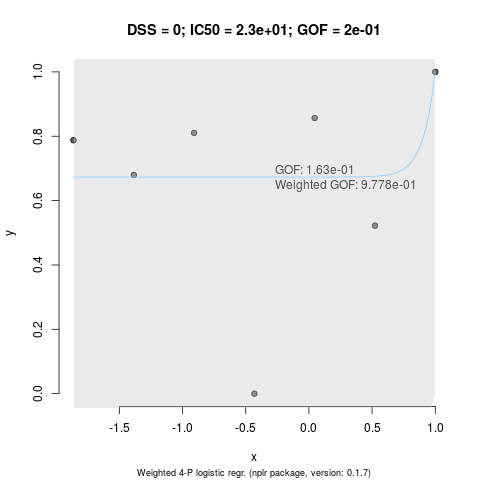 DSS = 0; IC50 = 2.3e+01; GOF = 2e-01
1.0
0.8
GOF: 1.63e-01
Weighted GOF: 9.778e-01
0.6
y
0.4
0.2
0.0
-1.5 -1.0 -0.5 0.0 0.5 1.0
x
Weighted 4-P logistic regr. (nplr package, version: 0.1.7)